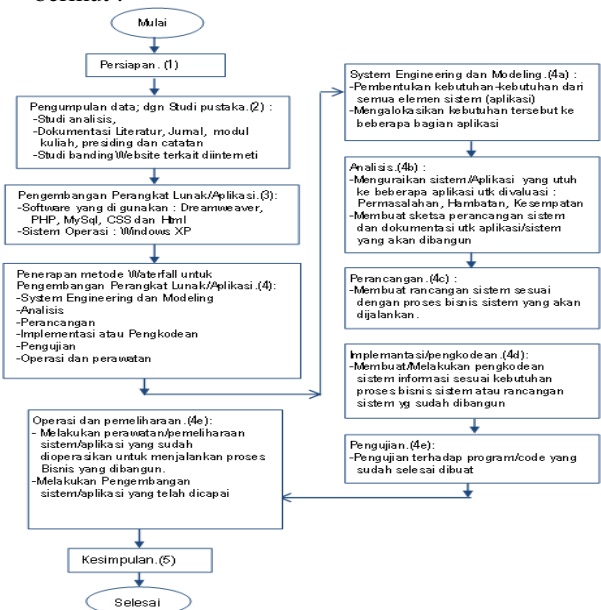 Mulai
Persiapan.(1)
Pengumpulan data; dgn Studi pustaka.(2) :
-Studi analisis,
-Dokumentasi Literatur, Jurnal, modul
kuliah, presiding dan catatan
-Studi banding Website terkait diinterneti
Pengembangan Perangkat Lunak/Aplikasi.(3):
-Software yang di gunakan : Dreamweaver,
PHP, MySql, CSS dan Html
-Sistem Operasi : Windows XP
Penerapan metode Waterfall untuk
Pengembangan Perangkat Lunak/Aplikasi.(4):
-System Engineering dan Modeling
-Analisis
-Perancangan
-Implementasi atau Pengkodean
-Pengujian
-Operasi dan perawatan
System Engineering dan Modeling.(4a) :
-Pembentukan kebutuhan-kebutuhan dari
semua elemen sistem (aplikasi)
-Mengalokasikan kebutuhan tersebut ke
beberapa bagian aplikasi
Analisis.(4b) :
-Menguraikan sistem/Aplikasi yang utuh
ke beberapa aplikasi utk divaluasi :
Permasalahan, Hambatan, Kesempatan
-Membuat sketsa perancangan sistem
dan dokumentasi utk aplikasi/sistem
yang akan dibangun
Perancangan.(4c) :
-Membuat rancangan sistem sesuai
dengan proses bisnis sistem yang akan
dijalankan.
Implemantasi/pengkodean.(4d):
-Membuat/Melakukan pengkodean
sistem informasi sesuai kebutuhan
proses bisnis sistem atau rancangan
sistem yg sudah dibangun
Pengujian.(4e):
-Pengujian terhadap program/code yang
sudah selesai dibuat
Operasi dan pemeliharaan.(4e):
- Melakukan perawatan/pemeliharaan
sistem/aplikasi yang sudah
dioperasikan untuk menjalankan proses
Bisnis yang dibangun.
-Melakukan Pengembangan
sistem/aplikasi yang telah dicapai
Kesimpulan.(5)
Selesai